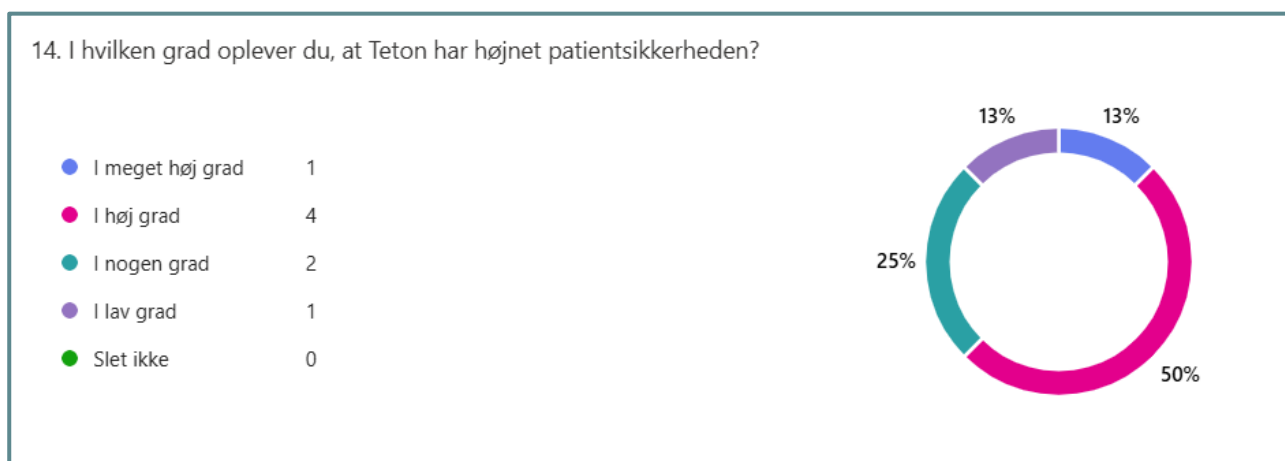 14. I hvilken grad oplever du, at Teton har højnet patientsikkerheden?
I meget høj grad 1
I høj grad 4
I nogen grad 2
I lav grad 1
Slet ikke 0
13% 13%
25%
50%